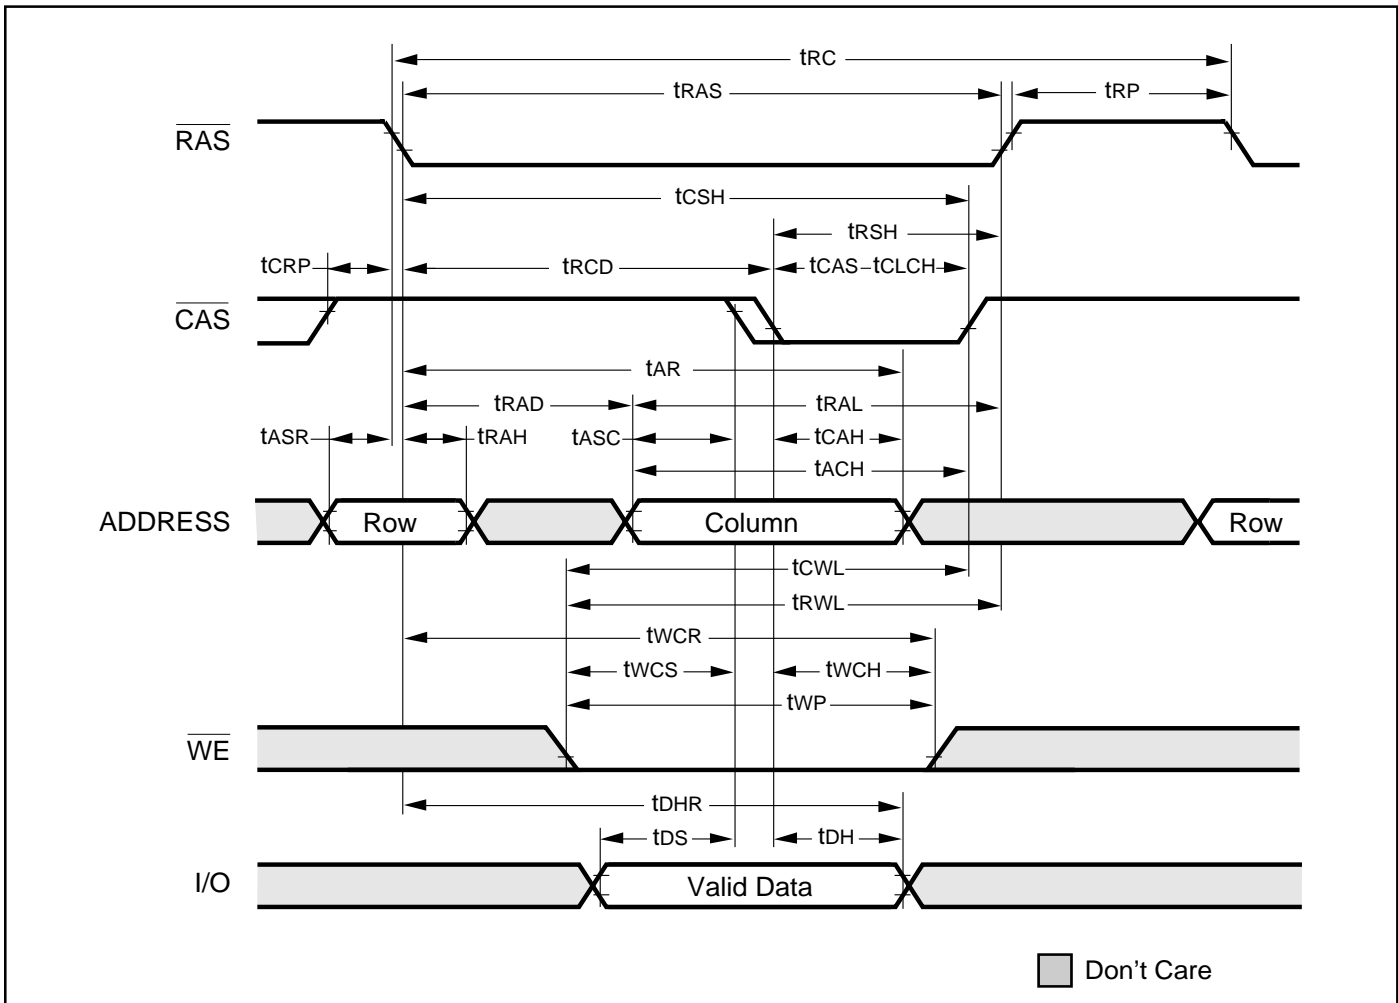 tRC
tRAS tRP
RAS
tCSH
tRSH
tCRP tRCD tCAS tCLCH
CAS
tAR
tRAD tRAL
tASR tRAH tASC tCAH
tACH
ADDRESS Row Column Row
tCWL
tRWL
tWCR
tWCS tWCH
tWP
WE
tDHR
tDS tDH
I/O Valid Data
Don't Care